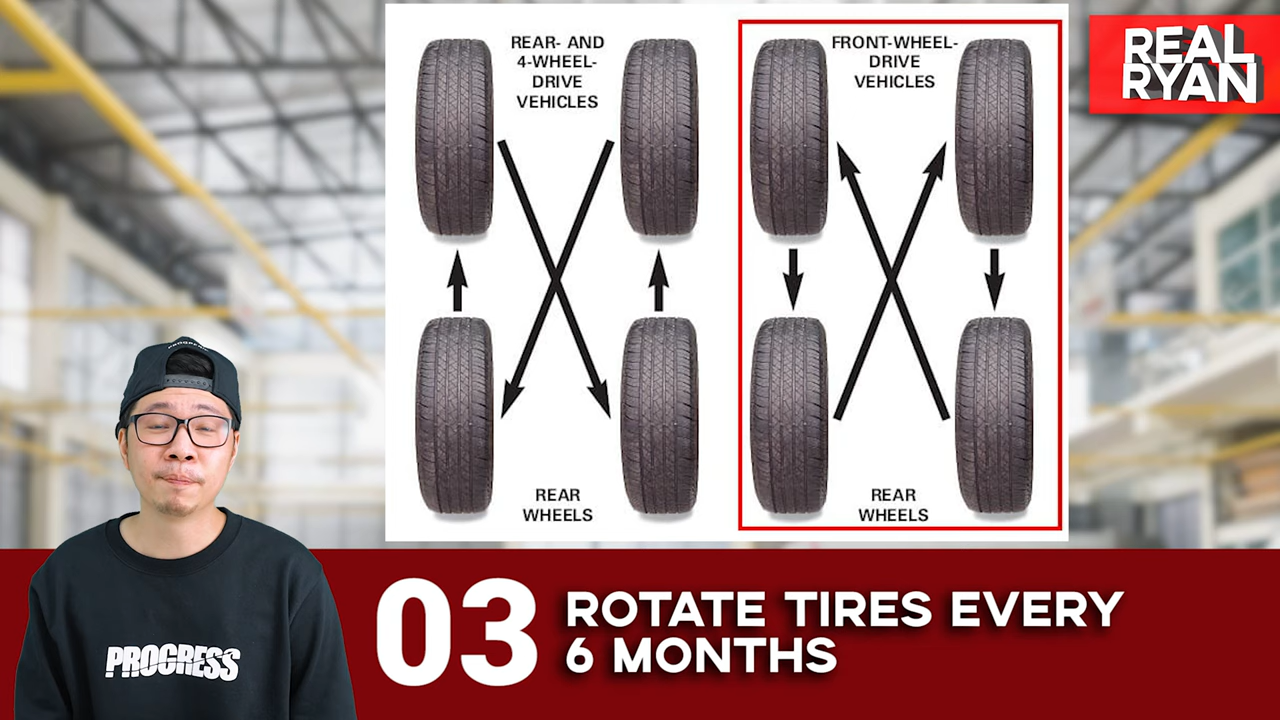 REAR- AND
4-WHEEL-
DRIVE
VEHICLES
FRONT-WHEEL-
DRIVE
VEHICLES
REAL
RYAN
REAR
WHEELS
REAR
WHEELS
PROGRESS
PROGRESS
03
ROTATE TIRES EVERY
6 MONTHS